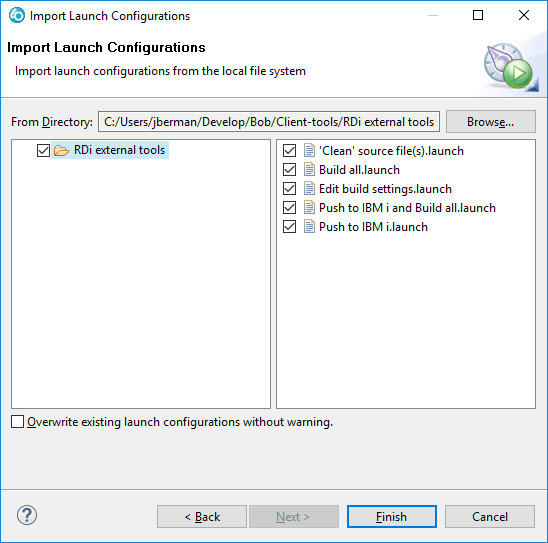 Import Launch Configurations
Import Launch Configurations
Import launch configurations from the local file system
From Directory: C:/Users/jberman/Develop/Bob/Client-tools/RDi external tools Browse...
RDi external tools
'Clean' source file(s).launch
Build all.launch
Edit build settings.launch
Push to IBM i and Build all.launch
Push to IBM i.launch
Overwrite existing launch configurations without warning.
? < Back Next > Finish Cancel